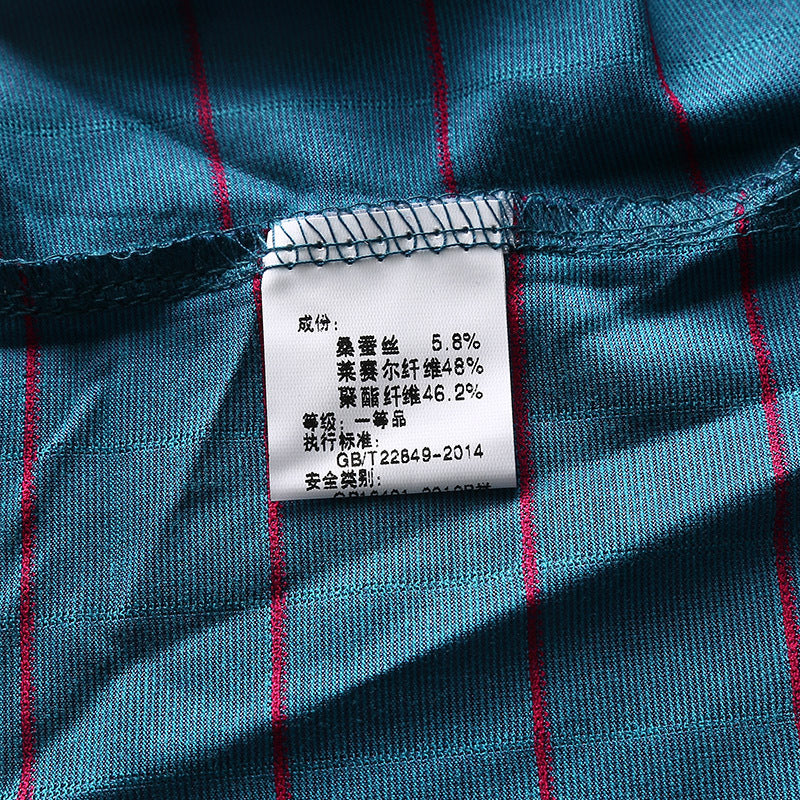 成份：
桑蚕丝 5.8%
莱赛尔纤维48%
聚酯纤维46.2%
等级：一等品
执行标准：
GB/T22849-2014
安全类别：